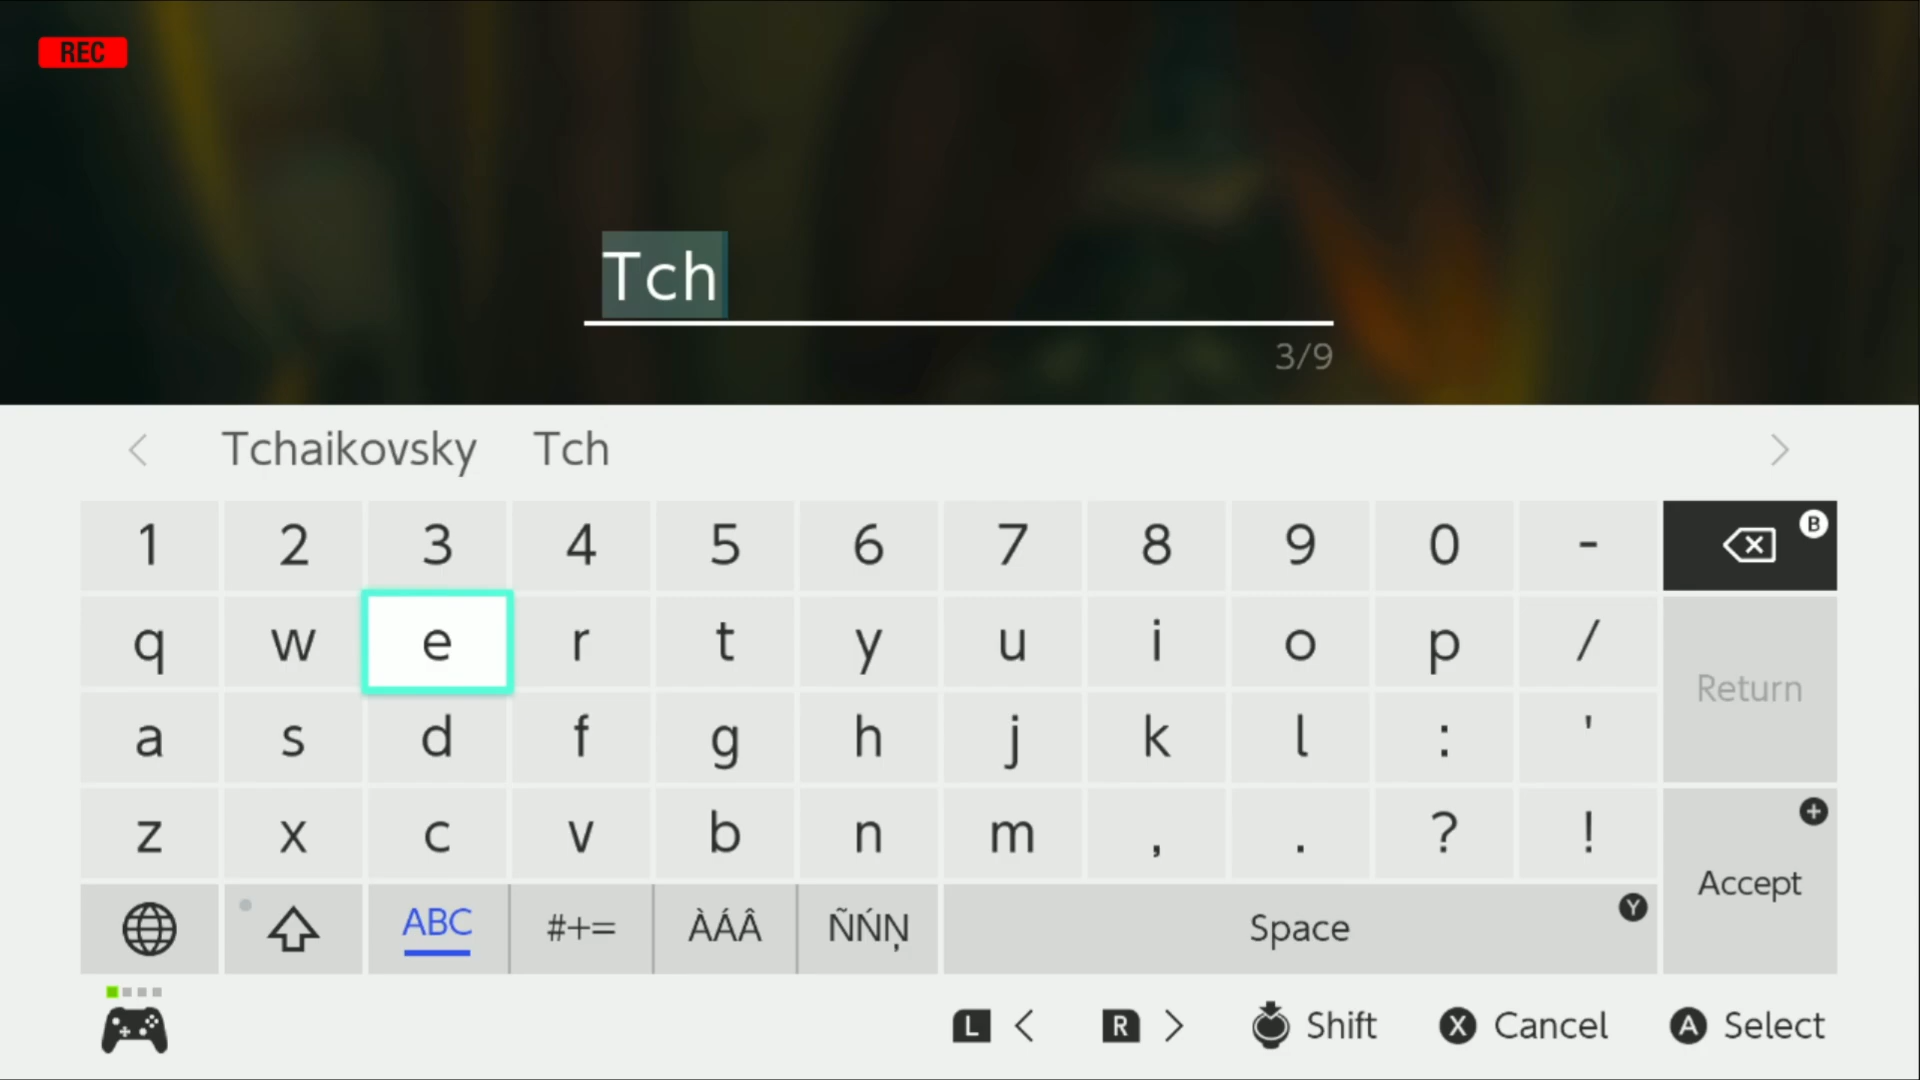 REC
Tch
3/9
< Tchaikovsky Tch >
1 2 3 4 5 6 7 8 9 0 - B
q w e r t y u i o p / Return
a s d f g h j k l : '
z x c v b n m , . ? ! + Accept
ABC #+= ÀÁÂ ÑŃŅ Space Y
L < R > Shift X Cancel A Select